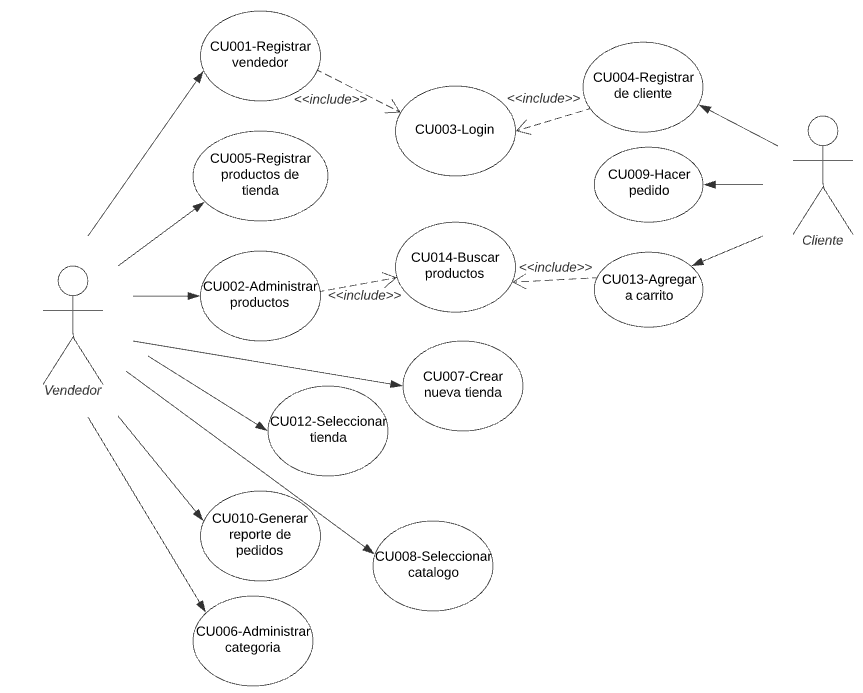 CU001-Registrar
vendedor
<<include>>
CU003-Login
<<include>>
CU004-Registrar
de cliente
CU005-Registrar
productos de
tienda
CU009-Hacer
pedido
Cliente
CU002-Administrar
productos
<<include>>
CU014-Buscar
productos
<<include>>
CU013-Agregar
a carrito
Vendedor
CU007-Crear
nueva tienda
CU012-Seleccionar
tienda
CU010-Generar
reporte de
pedidos
CU008-Seleccionar
catalogo
CU006-Administrar
categoria